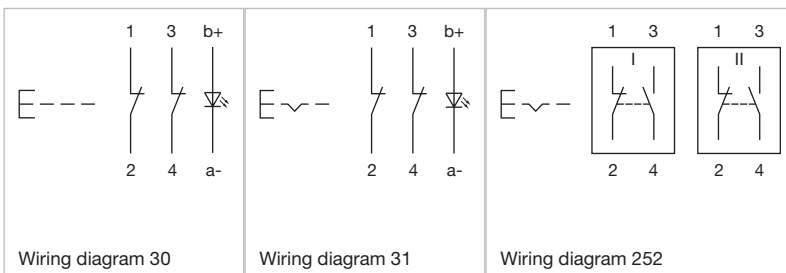 1 3 b+
2 4 a-
Wiring diagram 30
1 3 b+
2 4 a-
Wiring diagram 31
1 3 1 3
I II
2 4 2 4
Wiring diagram 252